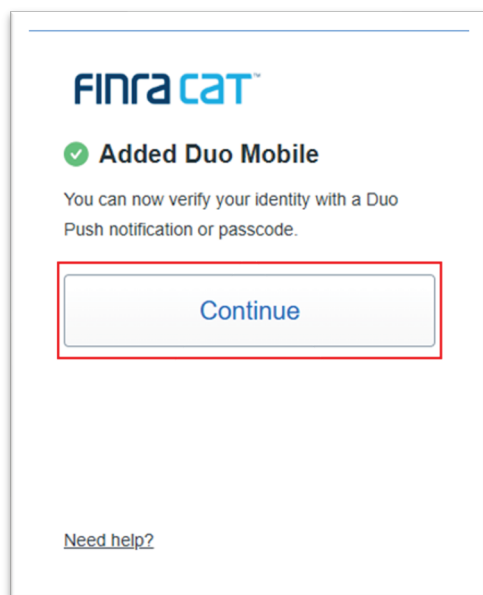 FINRA CAT™
Added Duo Mobile
You can now verify your identity with a Duo
Push notification or passcode.
Continue
Need help?